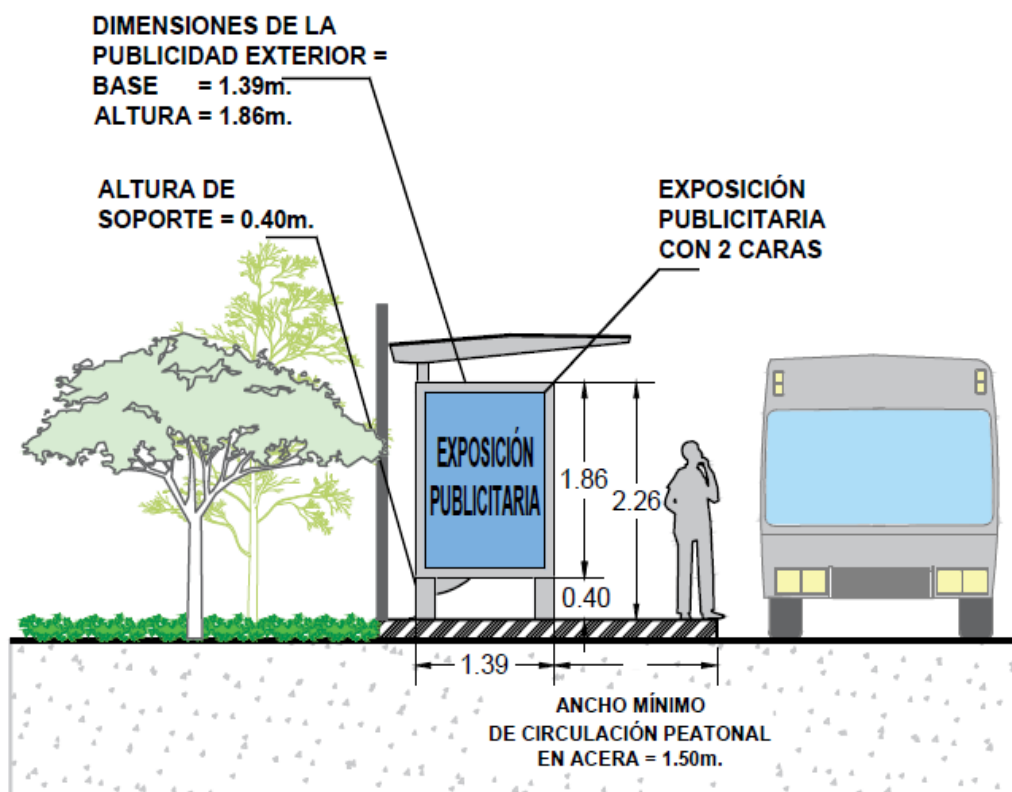 DIMENSIONES DE LA
PUBLICIDAD EXTERIOR =
BASE = 1.39m.
ALTURA = 1.86m.
ALTURA DE
SOPORTE = 0.40m.
EXPOSICIÓN
PUBLICITARIA
CON 2 CARAS
EXPOSICIÓN
PUBLICITARIA
1.86
2.26
0.40
1.39
ANCHO MÍNIMO
DE CIRCULACIÓN PEATONAL
EN ACERA = 1.50m.